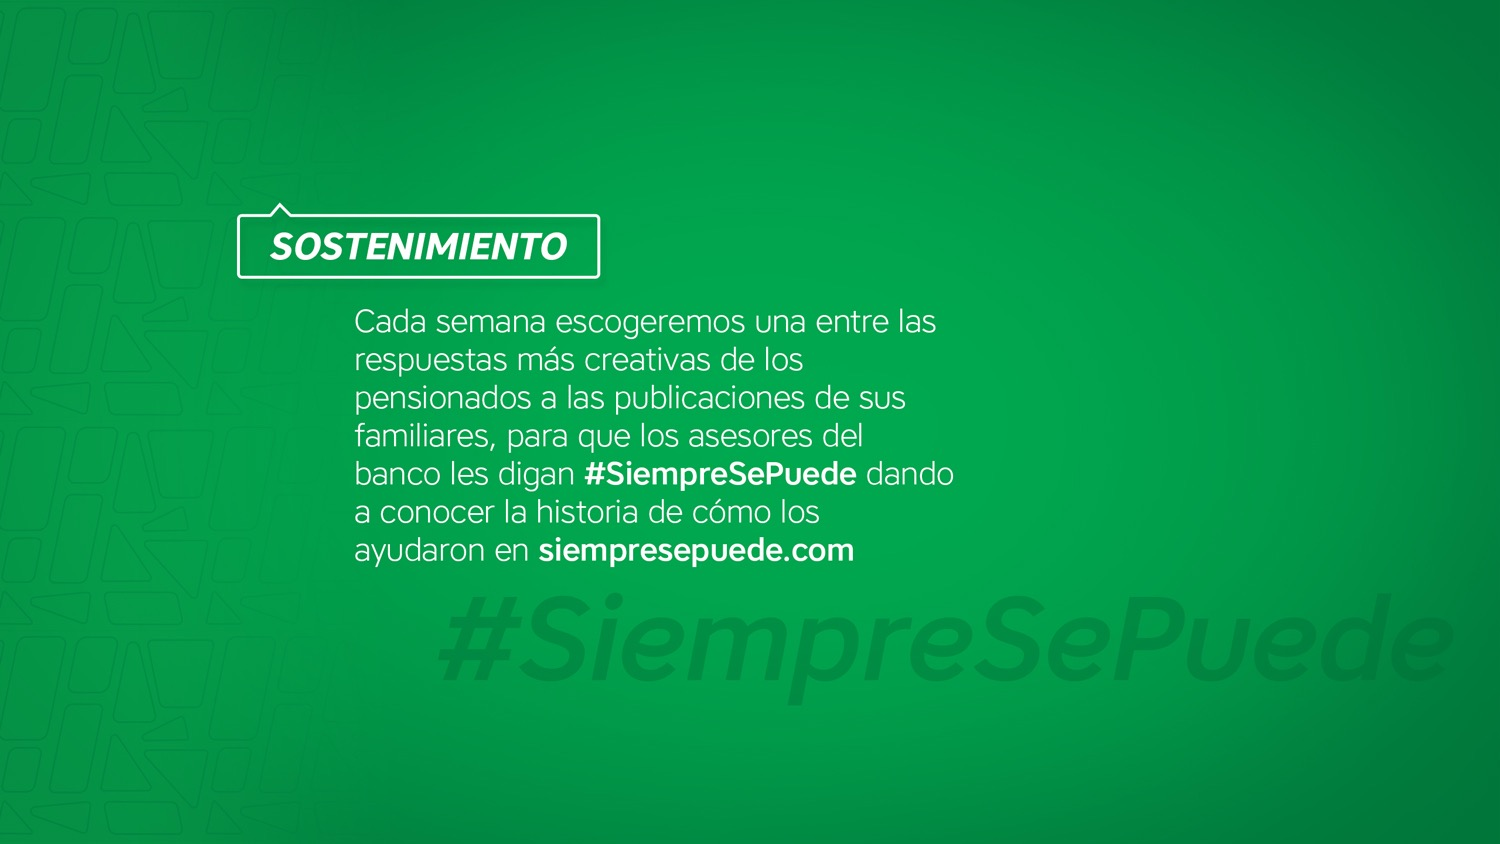 SOSTENIMIENTO
Cada semana escogeremos una entre las
respuestas más creativas de los
pensionados a las publicaciones de sus
familiares, para que los asesores del
banco les digan #SiempreSePuede dando
a conocer la historia de cómo los
ayudaron en siempresepuede.com
#SiempreSePuede